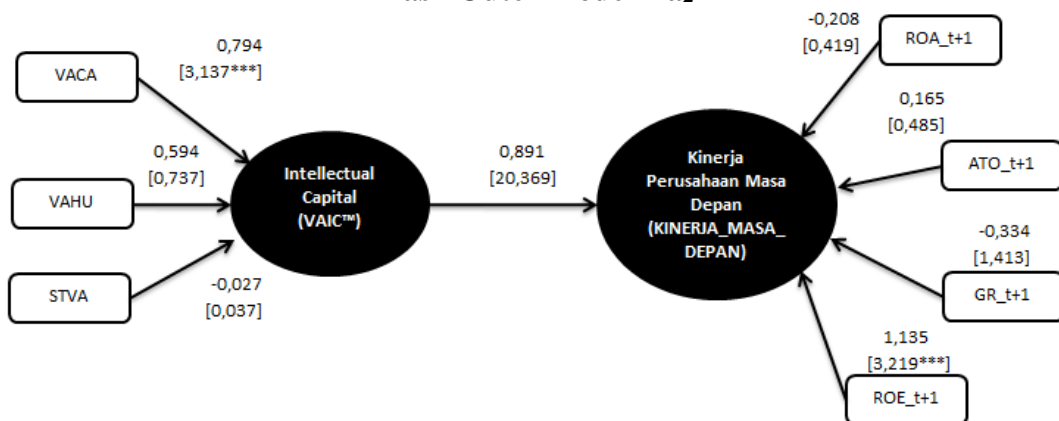 -0,208
[0,419]
ROA_t+1
0,794
[3,137***]
VACA
0,165
[0,485]
ATO_t+1
0,594
[0,737]
VAHU
Intellectual
Capital
(VAIC™)
0,891
[20,369]
Kinerja
Perusahaan Masa
Depan
(KINERJA_MASA_
DEPAN)
-0,334
[1,413]
GR_t+1
STVA
-0,027
[0,037]
1,135
[3,219***]
ROE_t+1